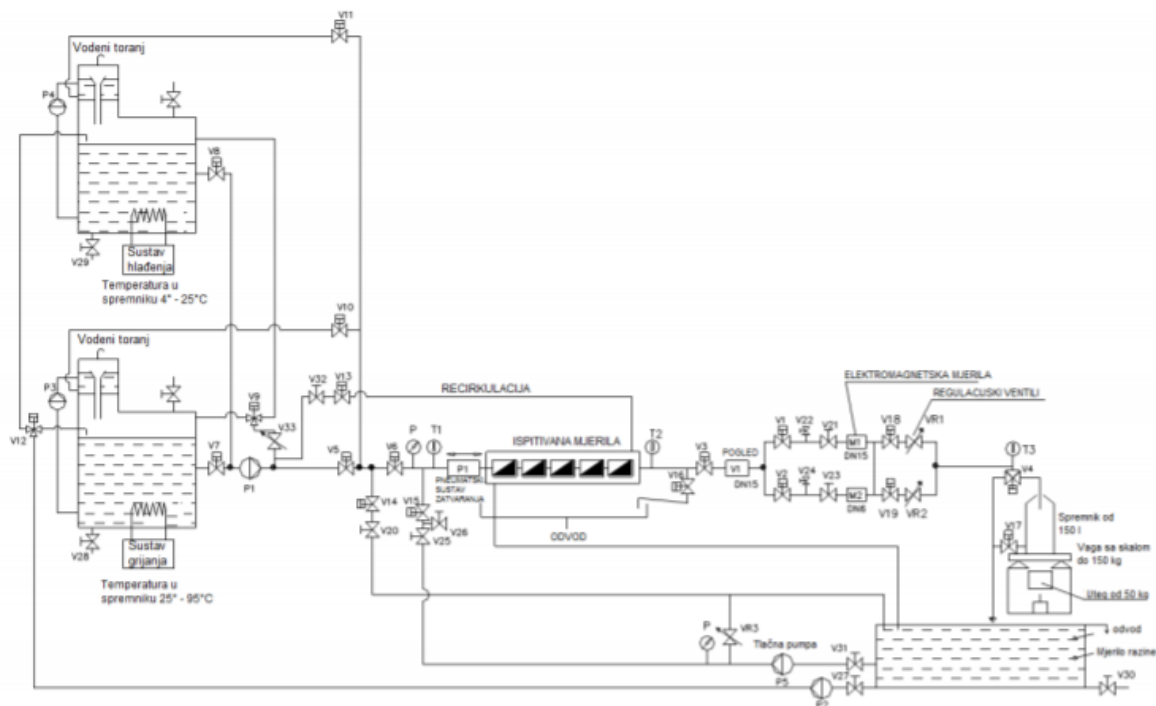 V11
Vodeni toranj
P4
V8
V29
Sustav
hlađenja
Temperatura u
spremniku 4° - 25°C
V10
Vodeni toranj
P3
V9
V32
V13
RECIRKULACIJA
V12
V33
V7
P1
V5
V6
P
T1
P1
PNEUMATSKI
SUSTAV
ZATVARANJA
ISPITIVANA MJERILA
T2
V16
V3
POGLED
V1
DN15
ELEKTROMAGNETSKA MJERILA
REGULACIJSKI VENTILI
V1
V22
V21
M1
DN15
V18
VR1
V2
V24
V23
M2
DN6
V19
VR2
T3
V4
V14
V15
V20
V26
V25
ODVOD
V17
Spremnik od
150 l
Vaga sa skalom
do 150 kg
Uteg od 50 kg
V28
Sustav
grijanja
Temperatura u
spremniku 25° - 95°C
P
VR3
Tlačna pumpa
P5
V31
odvod
Mjerilo razine
P2
V27
V30